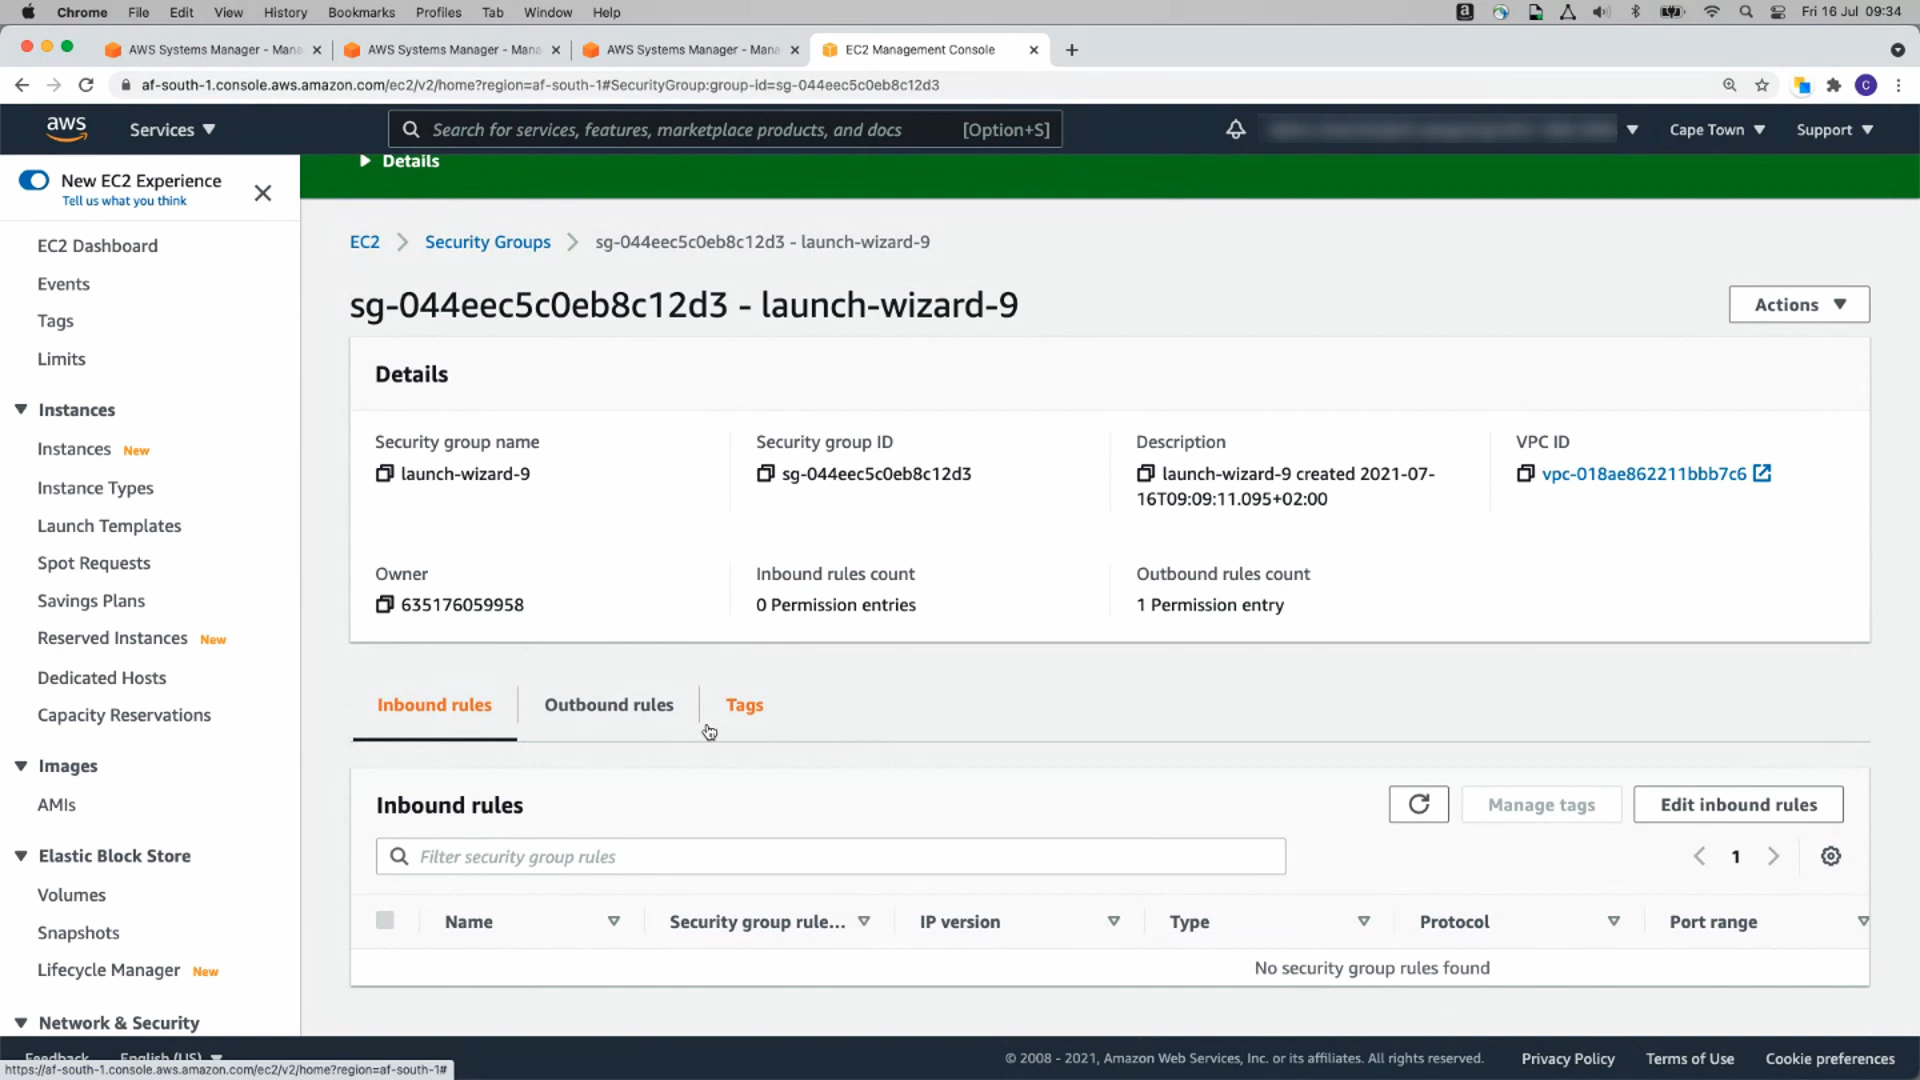 Chrome File Edit View History Bookmarks Profiles Tab Window Help Fri 16 Jul 09:34
AWS Systems Manager - Mana AWS Systems Manager - Mana AWS Systems Manager - Mana EC2 Management Console
af-south-1.console.aws.amazon.com/ec2/v2/home?region=af-south-1#SecurityGroup:group-id=sg-044eec5c0eb8c12d3
aws Services Search for services, features, marketplace products, and docs [Option+S] Cape Town Support
New EC2 Experience
Tell us what you think
EC2 Dashboard
Events
Tags
Limits
Instances
Instances New
Instance Types
Launch Templates
Spot Requests
Savings Plans
Reserved Instances New
Dedicated Hosts
Capacity Reservations
Images
AMIs
Elastic Block Store
Volumes
Snapshots
Lifecycle Manager New
Network & Security
Details
EC2 Security Groups sg-044eec5c0eb8c12d3 - launch-wizard-9
sg-044eec5c0eb8c12d3 - launch-wizard-9
Actions
Details
Security group name Security group ID Description VPC ID
launch-wizard-9 sg-044eec5c0eb8c12d3 launch-wizard-9 created 2021-07- vpc-018ae862211bbb7c6
16T09:09:11.095+02:00
Owner Inbound rules count Outbound rules count
635176059958 0 Permission entries 1 Permission entry
Inbound rules Outbound rules Tags
Inbound rules Manage tags Edit inbound rules
Filter security group rules
1
Name Security group rule... IP version Type Protocol Port range
No security group rules found
Feedback English (US) © 2008 - 2021, Amazon Web Services, Inc. or its affiliates. All rights reserved. Privacy Policy Terms of Use Cookie preferences
https://af-south-1.console.aws.amazon.com/ec2/v2/home?region=af-south-1#